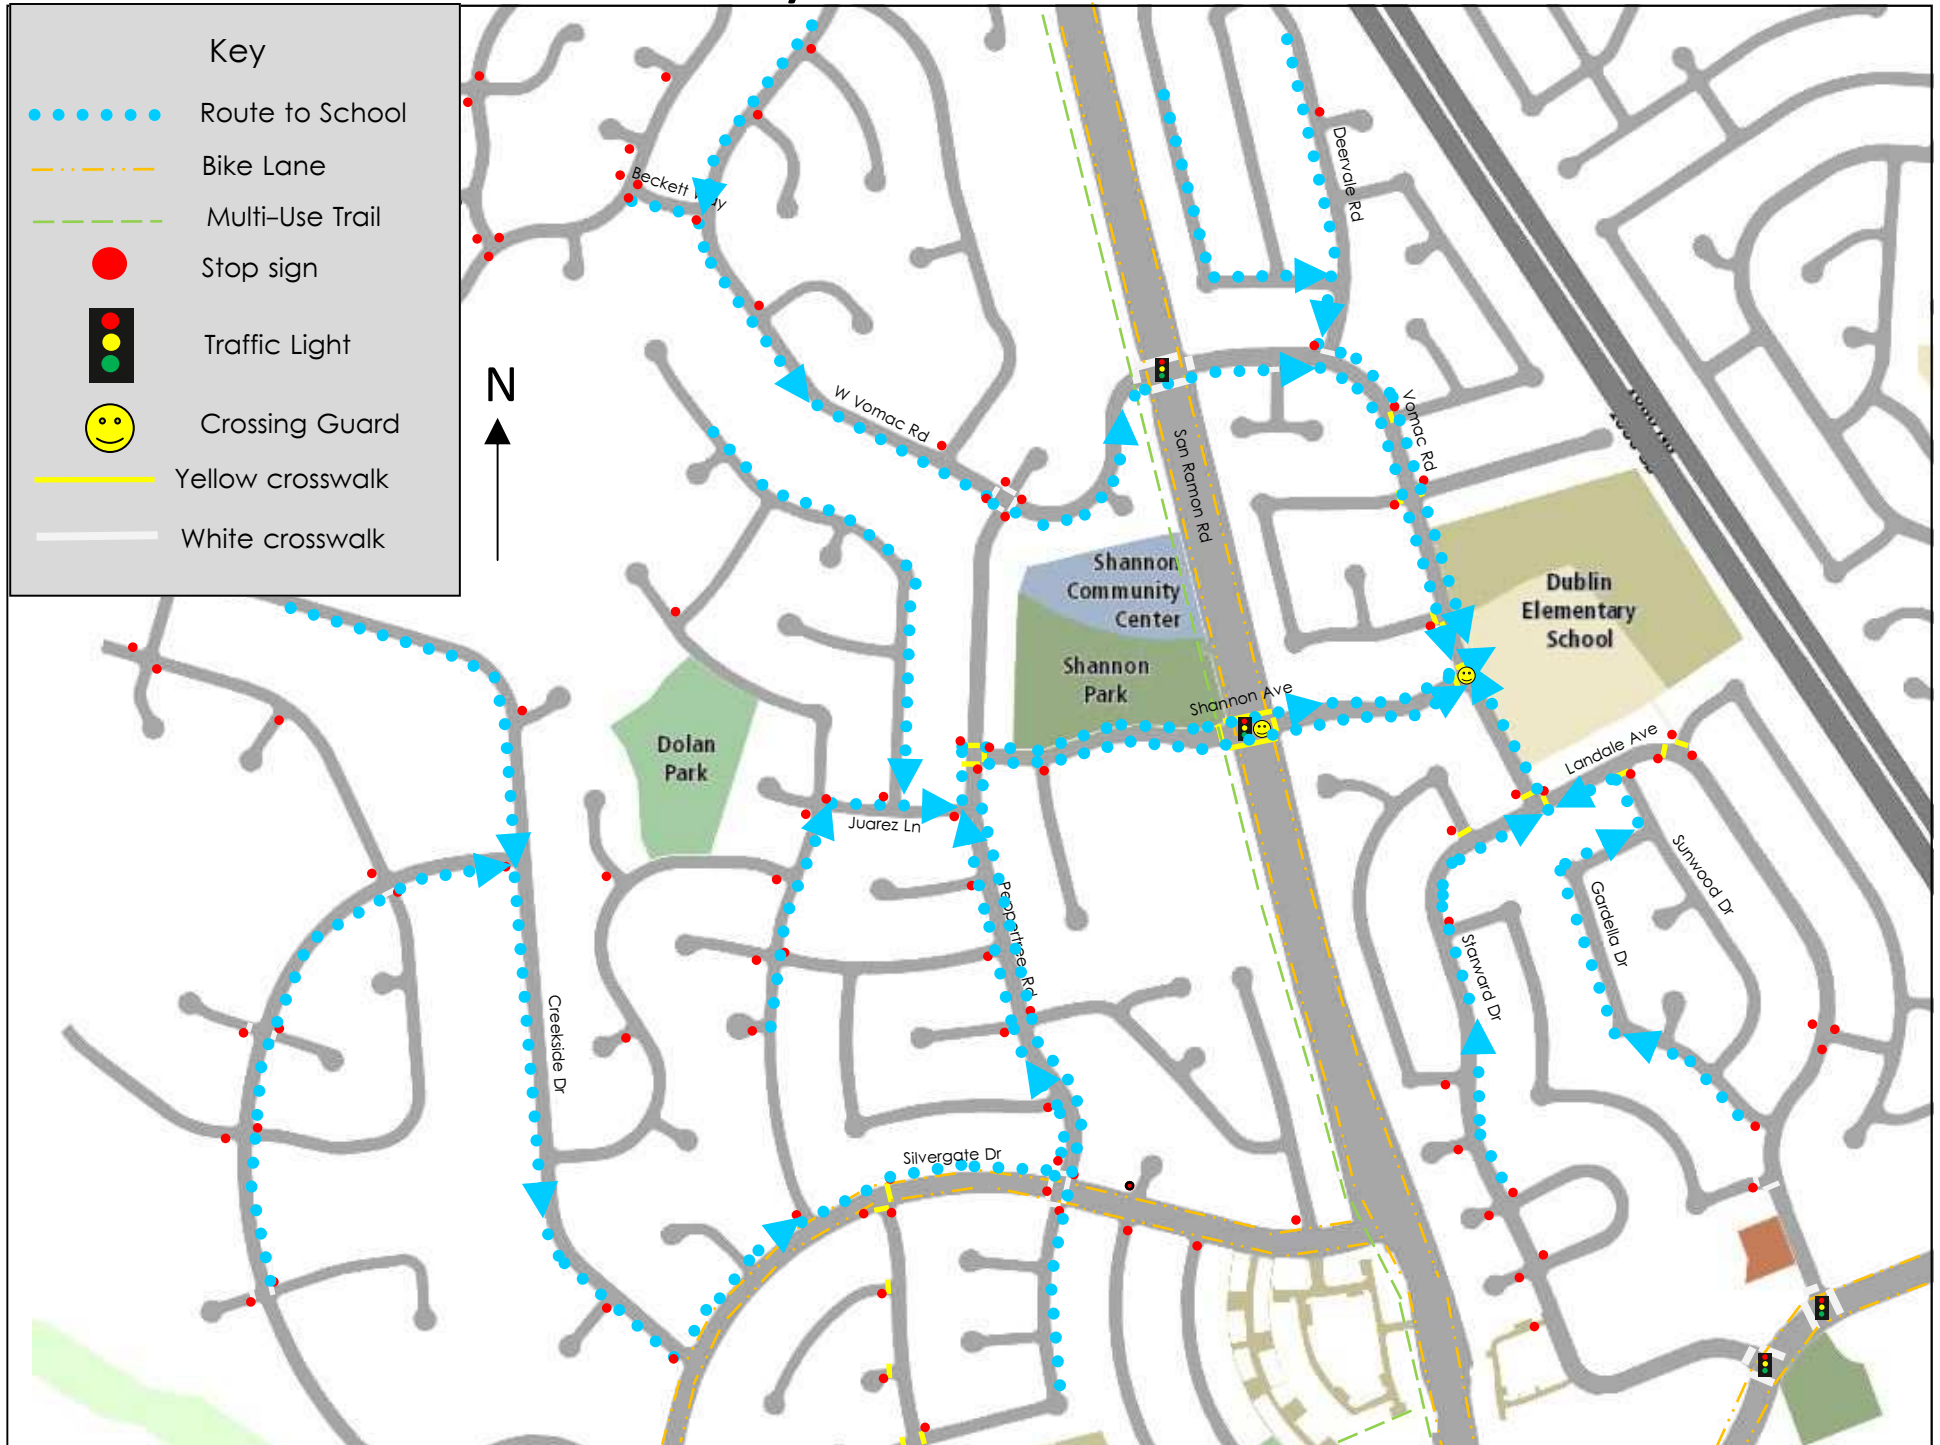 Key
Route to School
Bike Lane
Multi-Use Trail
Stop sign
Traffic Light
Crossing Guard
Yellow crosswalk
White crosswalk
N
Beckett Way
Deervale Rd
W Vomac Rd
Vomac Rd
San Ramon Rd
Shannon
Community
Center
Shannon
Park
Dublin
Elementary
School
Shannon Ave
Dolan
Park
Landale Ave
Juarez Ln
Sunwood Dr
Gardella Dr
Peppertree Rd
Starward Dr
Creekside Dr
Silvergate Dr